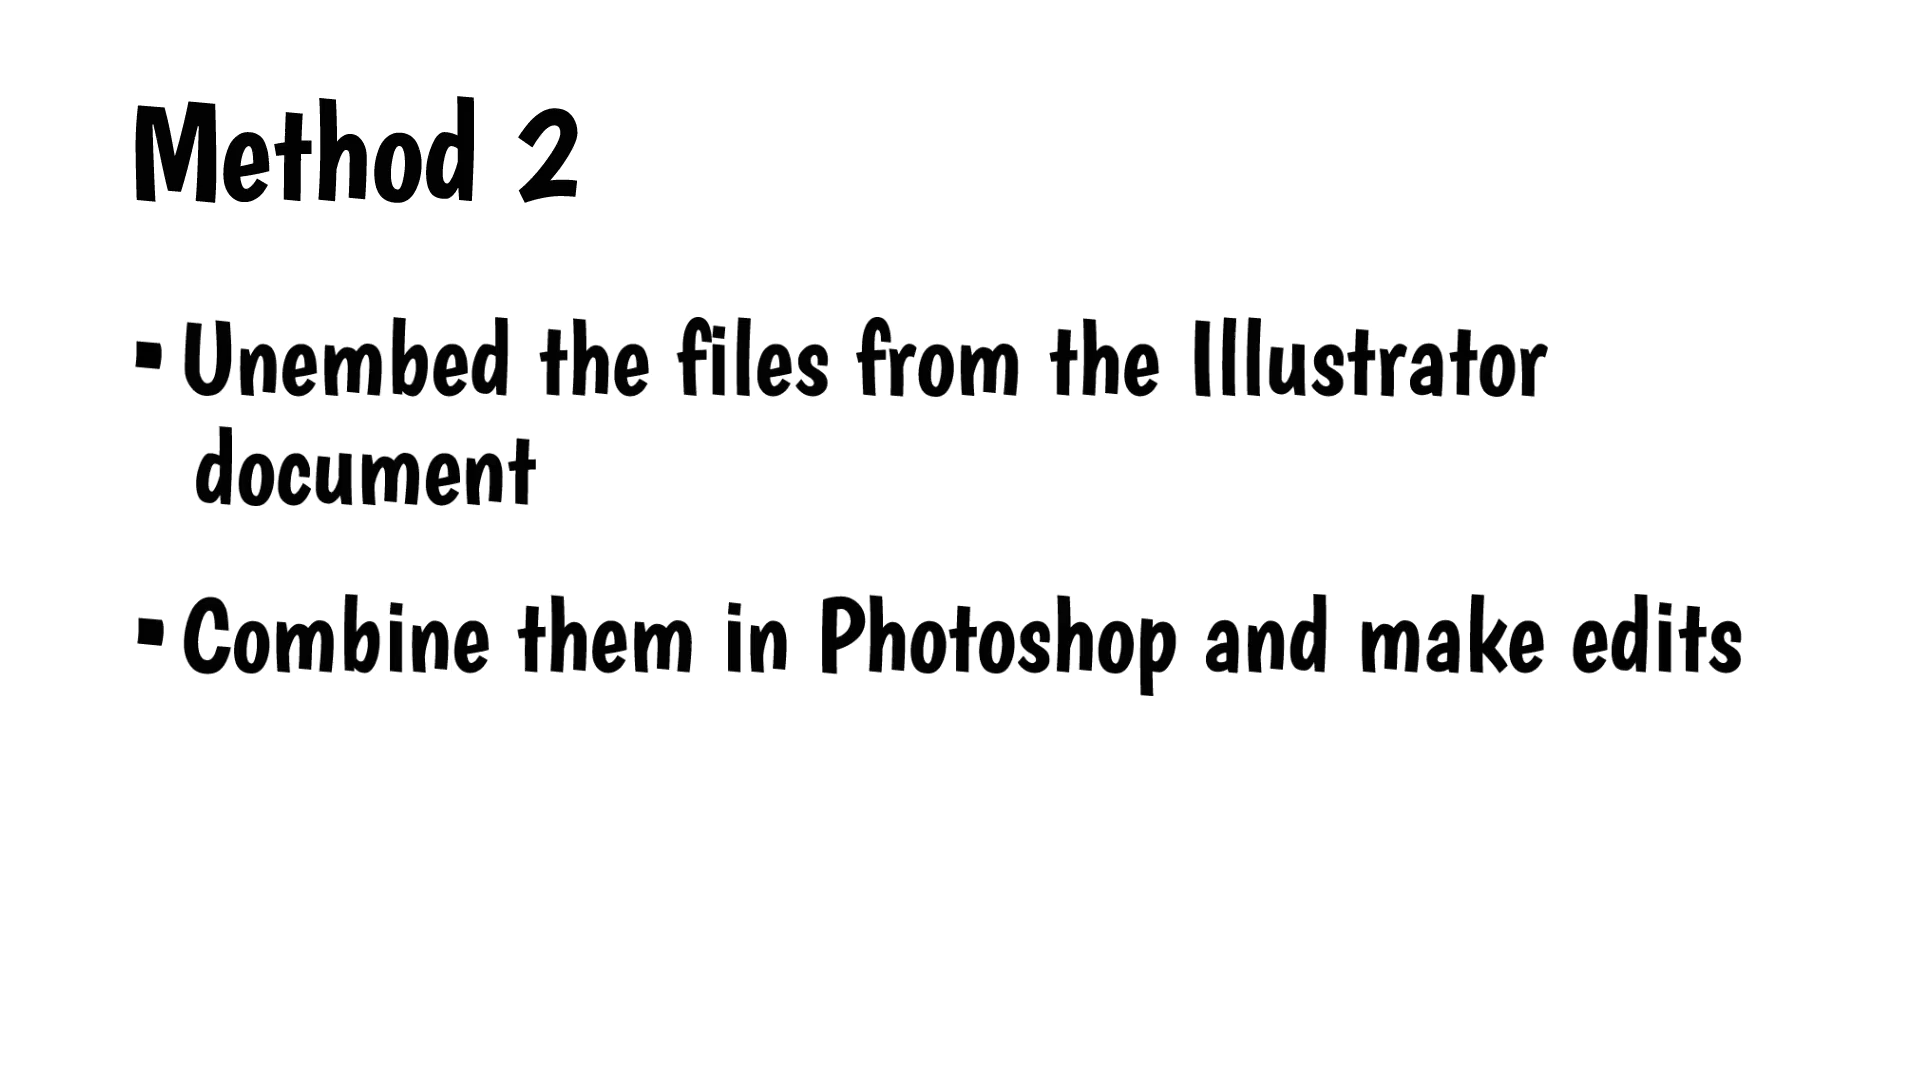 Method 2
▪ Unembed the files from the Illustrator
document
▪ Combine them in Photoshop and make edits